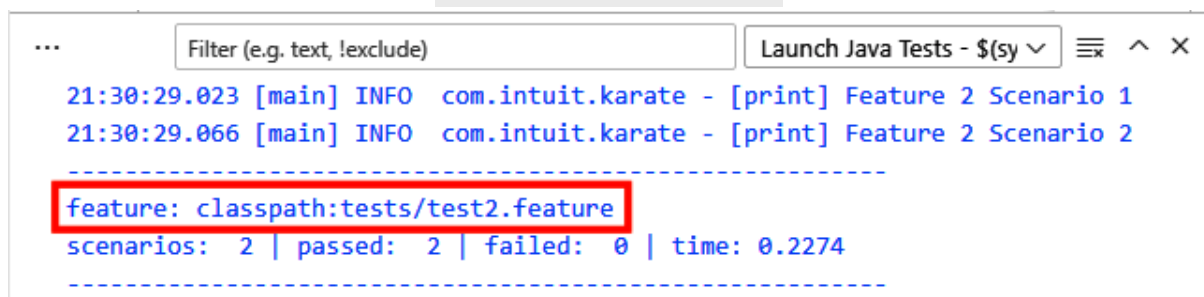 ... Filter (e.g. text, !exclude) Launch Java Tests - $(sy
21:30:29.023 [main] INFO  com.intuit.karate - [print] Feature 2 Scenario 1
21:30:29.066 [main] INFO  com.intuit.karate - [print] Feature 2 Scenario 2
---------------------------------------------------------
feature: classpath:tests/test2.feature
scenarios:  2 | passed:  2 | failed:  0 | time: 0.2274
---------------------------------------------------------